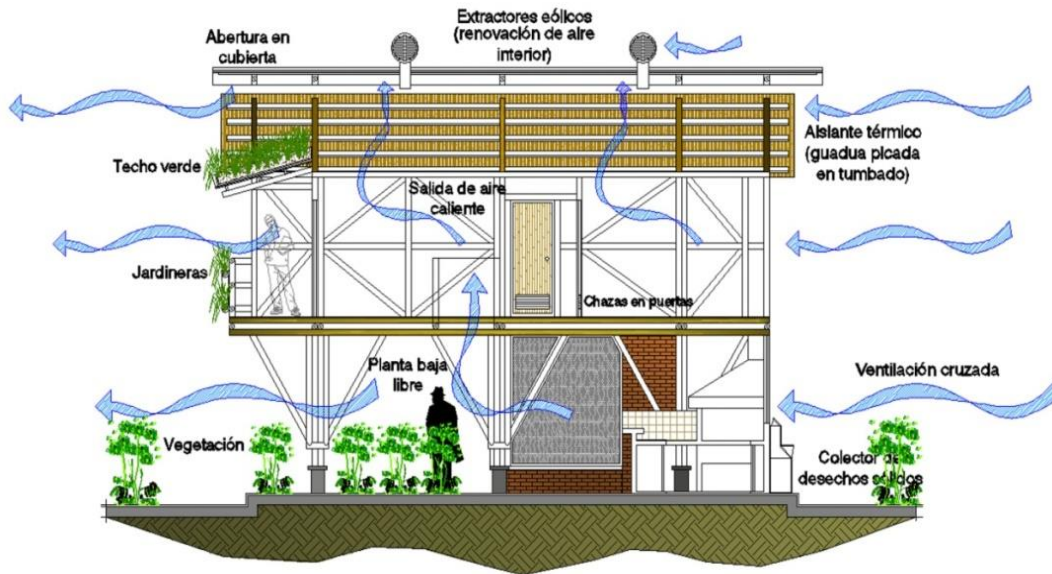 Extractores eólicos
(renovación de aire
interior)
Abertura en
cubierta
Aislante térmico
(guadua picada
en tumbado)
Techo verde
Salida de aire
caliente
Jardineras
Chazas en puertas
Planta baja
libre
Ventilación cruzada
Vegetación
Colector de
desechos sólidos